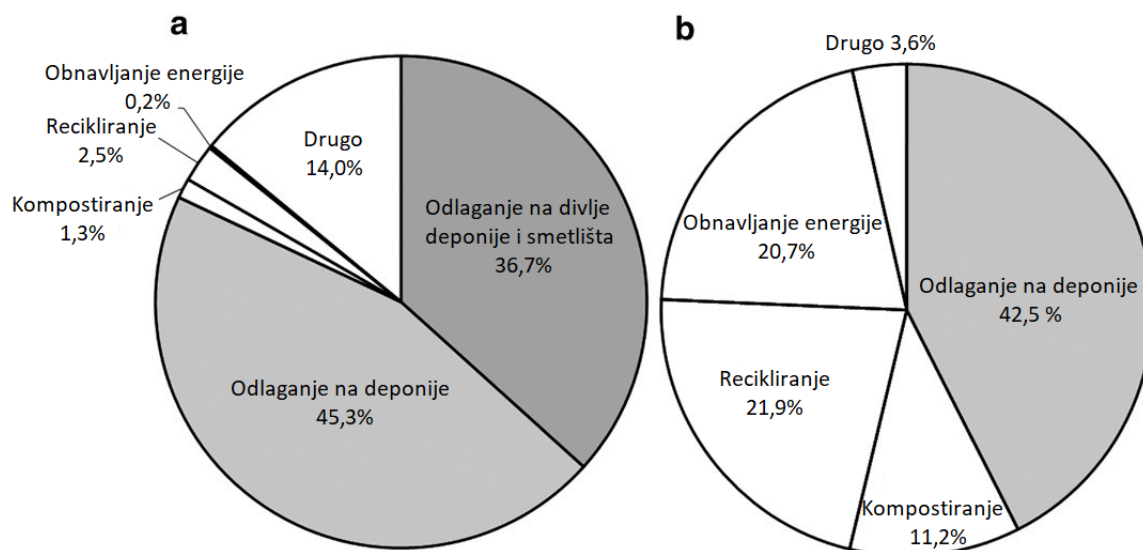 a
Obnavljanje energije
0,2%
Recikliranje
2,5%
Kompostiranje
1,3%
Drugo
14,0%
Odlaganje na divlje
deponije i smetlišta
36,7%
Odlaganje na deponije
45,3%
b
Drugo 3,6%
Obnavljanje energije
20,7%
Odlaganje na deponije
42,5 %
Recikliranje
21,9%
Kompostiranje
11,2%